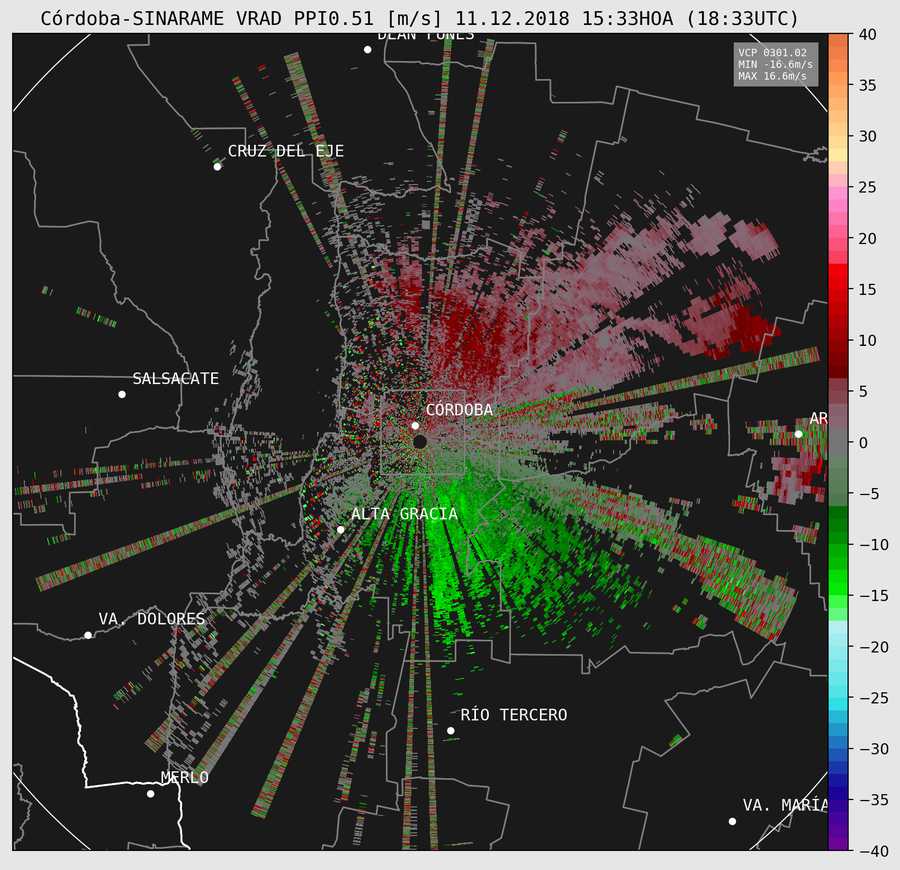 Córdoba-SINARAME VRAD PPI0.51 [m/s] 11.12.2018 15:33HOA (18:33UTC)
DEAN FUNES
VCP 0301.02
MIN -16.6m/s
MAX 16.6m/s
CRUZ DEL EJE
SALSACATE
CÓRDOBA
AR
ALTA GRACIA
VA. DOLORES
RÍO TERCERO
MERLO
VA. MARÍA
40
35
30
25
20
15
10
5
0
−5
−10
−15
−20
−25
−30
−35
−40